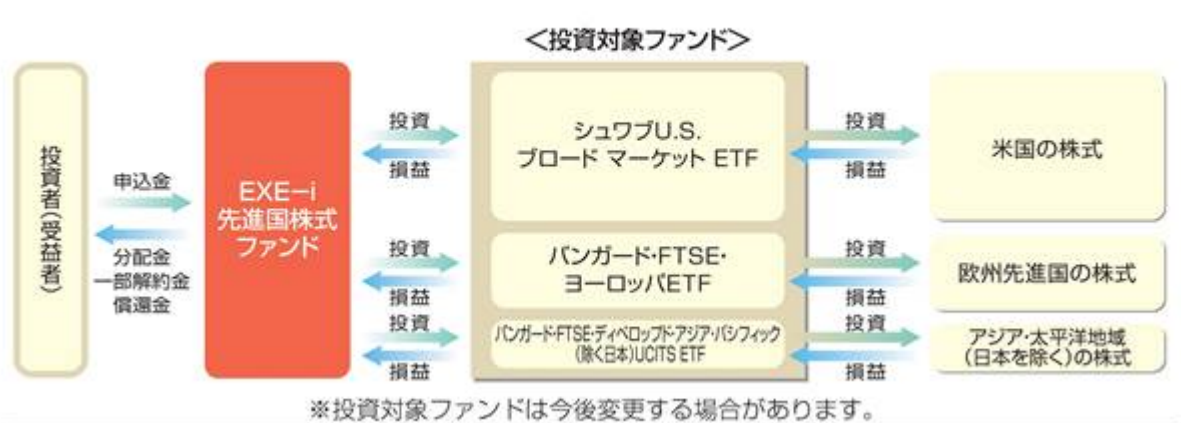 ＜投資対象ファンド＞
投資者(受益者)
申込金
分配金
一部解約金
償還金
EXE-i
先進国株式
ファンド
投資
損益
シュワブU.S.
ブロード マーケット ETF
投資
損益
米国の株式
投資
損益
バンガード･FTSE･
ヨーロッパETF
投資
損益
欧州先進国の株式
投資
損益
バンガード･FTSE･ディベロップド･アジア･パシフィック
(除く日本)UCITS ETF
投資
損益
アジア･太平洋地域
(日本を除く)の株式
※投資対象ファンドは今後変更する場合があります。